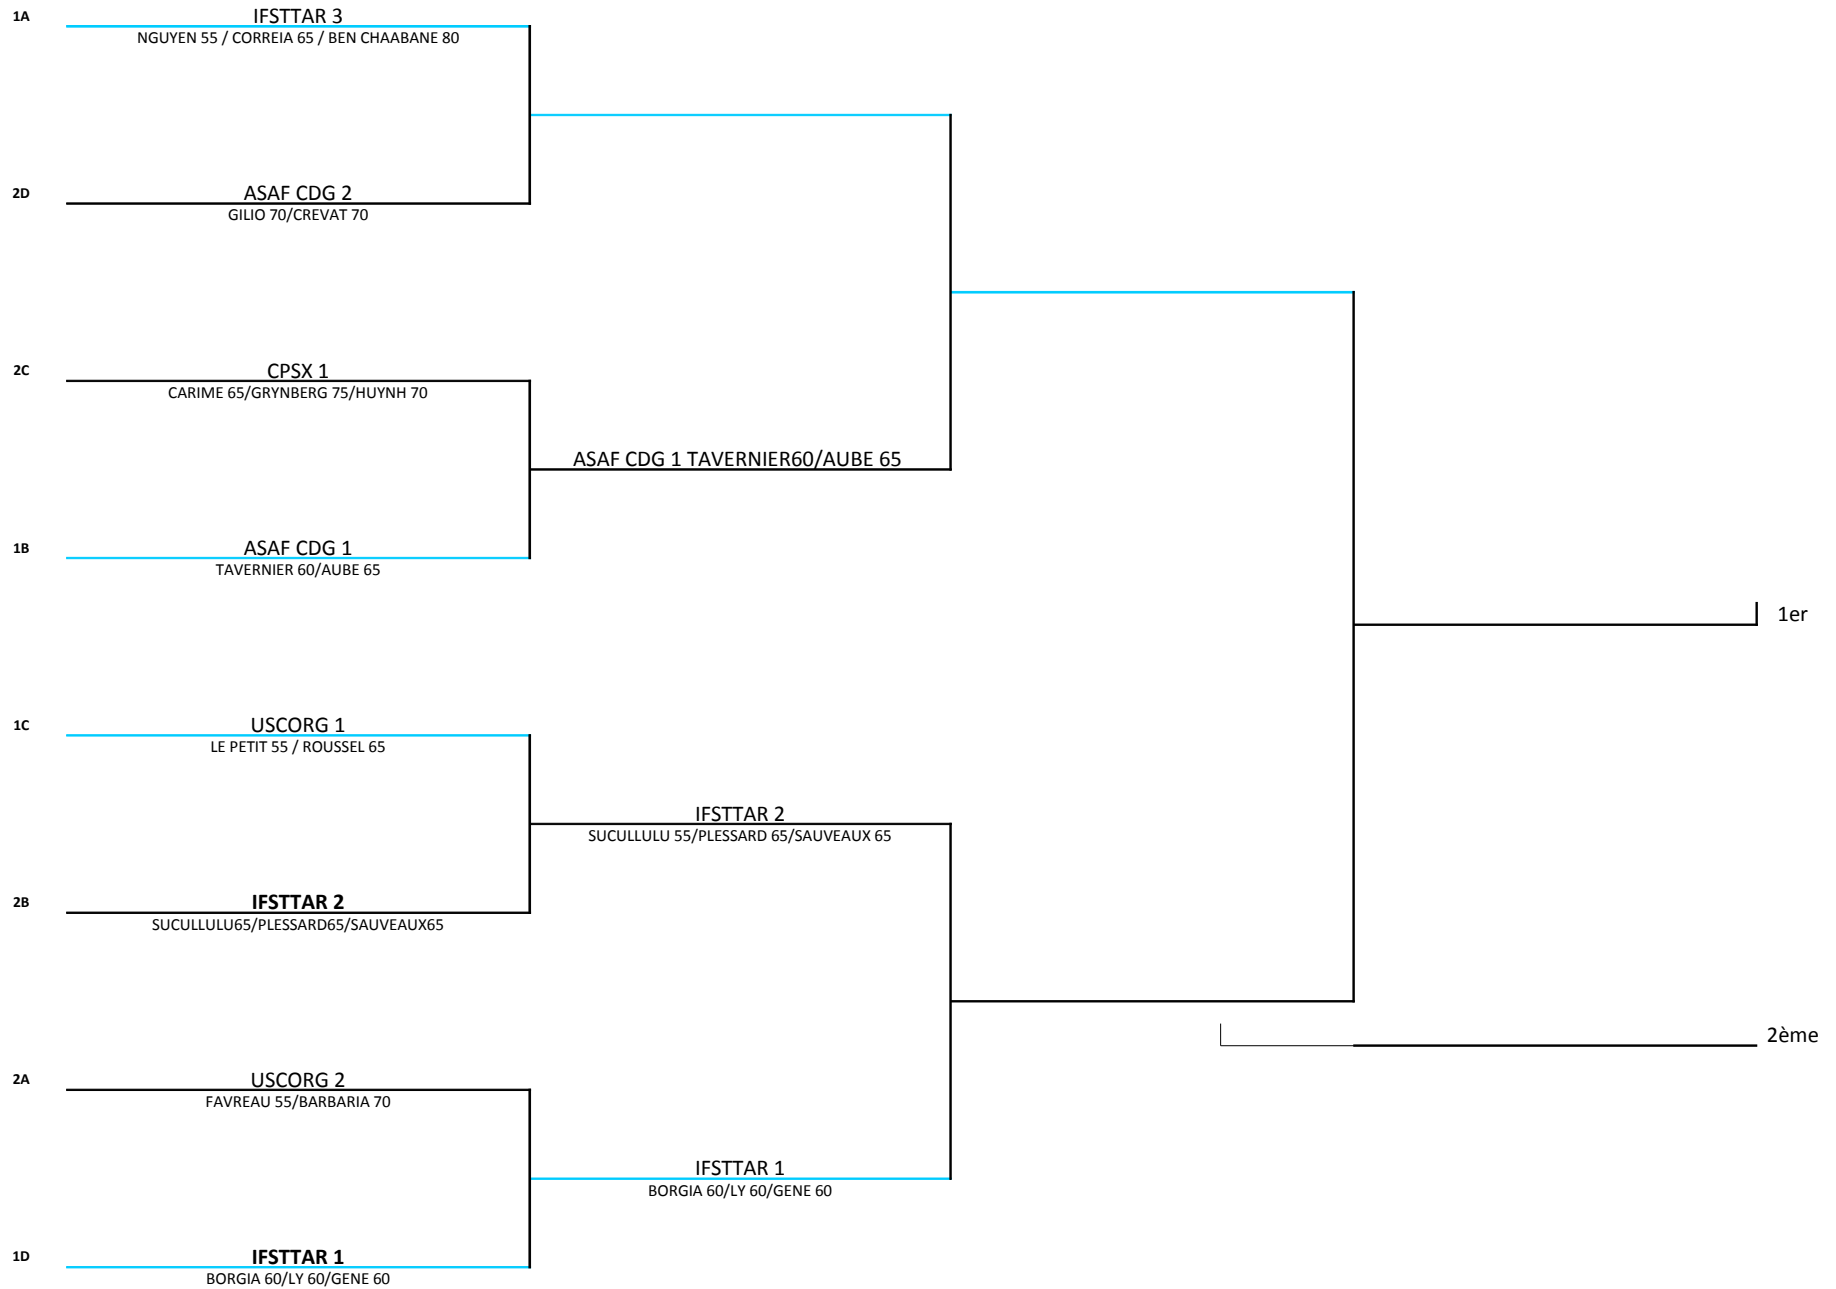 1A
IFSTTAR 3
NGUYEN 55 / CORREIA 65 / BEN CHAABANE 80
2D
ASAF CDG 2
GILIO 70/CREVAT 70
2C
CPSX 1
CARIME 65/GRYNBERG 75/HUYNH 70
ASAF CDG 1 TAVERNIER60/AUBE 65
1B
ASAF CDG 1
TAVERNIER 60/AUBE 65
1er
1C
USCORG 1
LE PETIT 55 / ROUSSEL 65
IFSTTAR 2
SUCULLULU 55/PLESSARD 65/SAUVEAUX 65
2B
IFSTTAR 2
SUCULLULU65/PLESSARD65/SAUVEAUX65
2ème
2A
USCORG 2
FAVREAU 55/BARBARIA 70
IFSTTAR 1
BORGIA 60/LY 60/GENE 60
1D
IFSTTAR 1
BORGIA 60/LY 60/GENE 60